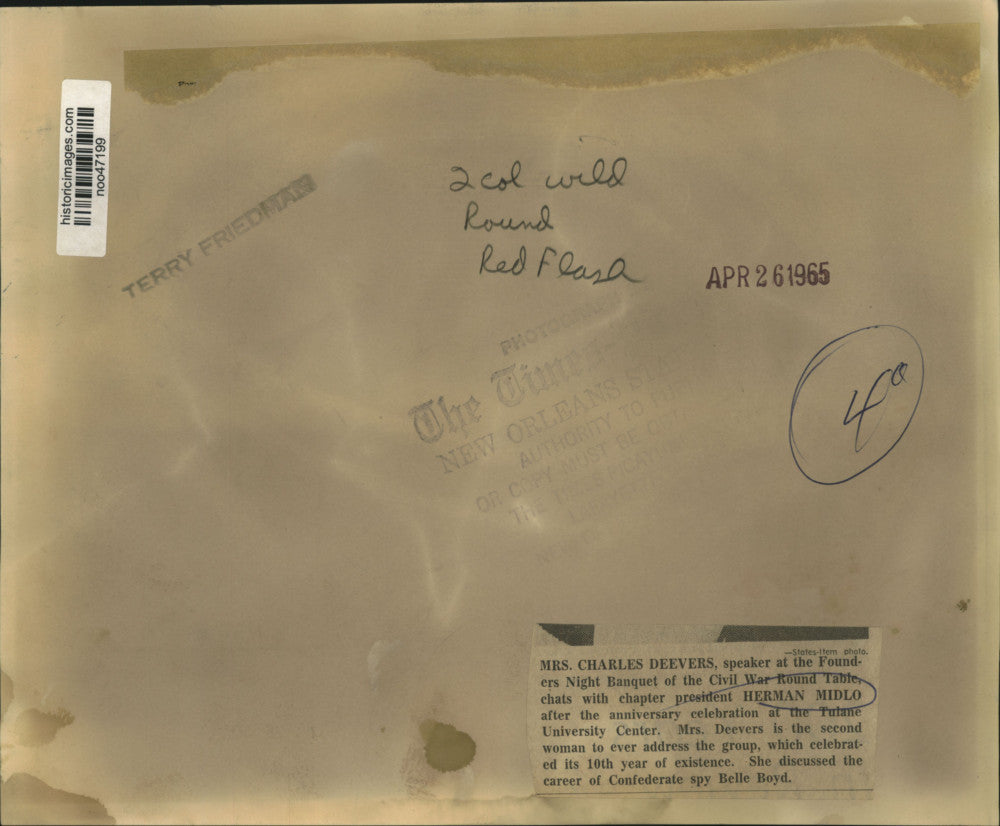 historicimages.com
noo47199
TERRY FRIEDMAN
2 col wild
Round
Red Flash
APR 26 1965
The Times-
NEW ORLEANS STA
AUTHORITY TO
OR COPY MUST BE
THE
4
—States-Item photo.
MRS. CHARLES DEEVERS, speaker at the Found-
ers Night Banquet of the Civil War Round Table,
chats with chapter president HERMAN MIDLO
after the anniversary celebration at the Tulane
University Center. Mrs. Deevers is the second
woman to ever address the group, which celebrat-
ed its 10th year of existence. She discussed the
career of Confederate spy Belle Boyd.